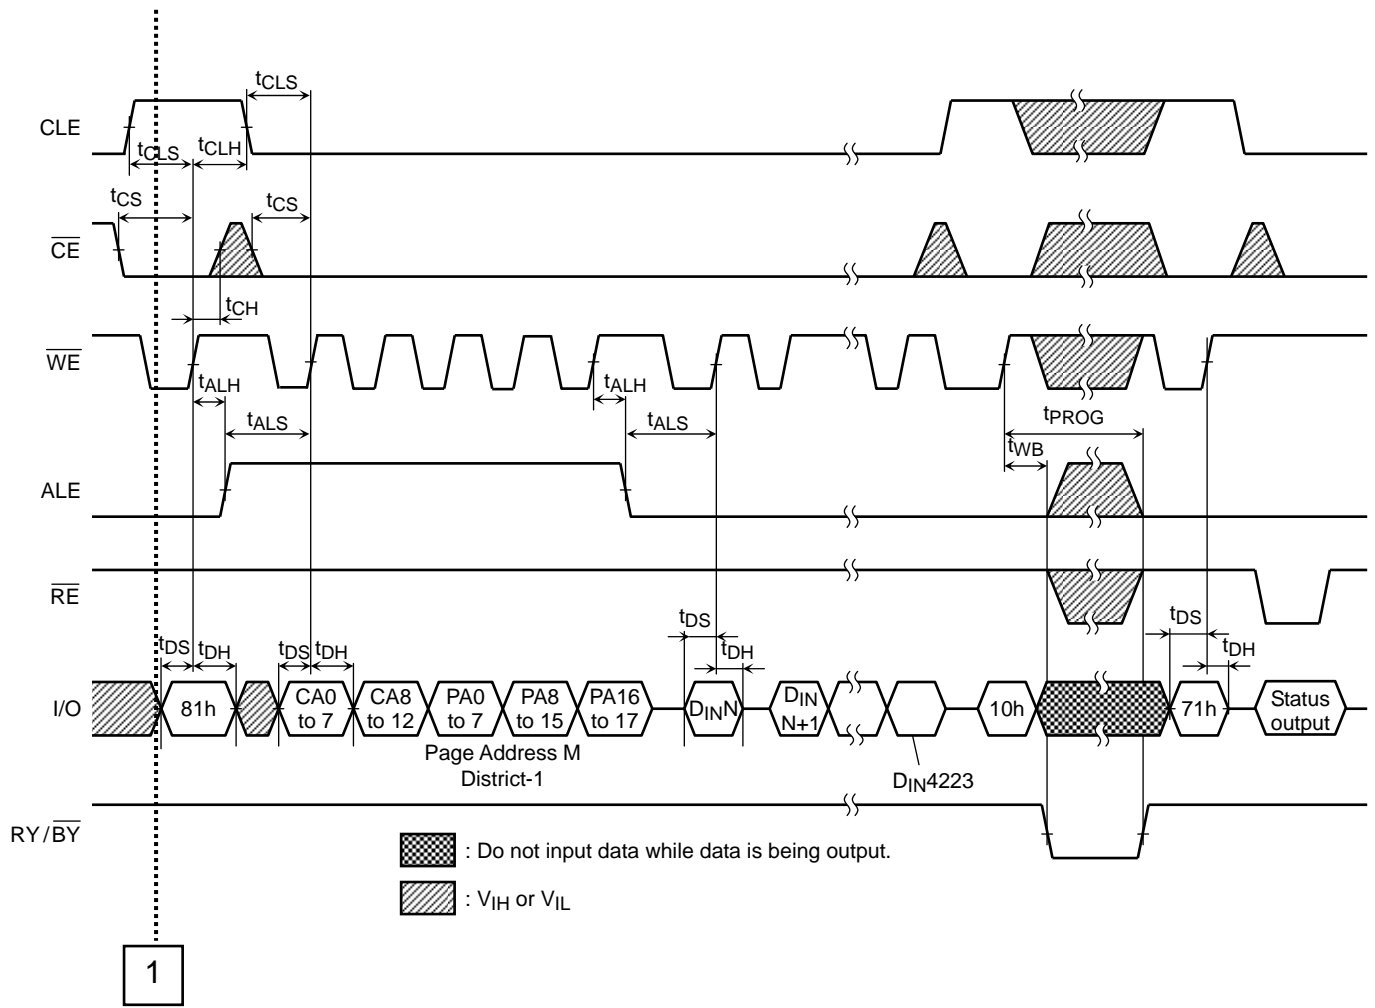 tCLS
CLE
tCLS
tCLH
tCS
tCS
CE
tCH
WE
tALH
tALH
tALS
tALS
tPROG
tWB
ALE
RE
tDS
tDH
tDS
tDH
tDS
tDH
tDS
tDH
I/O
81h
CA0
to 7
CA8
to 12
PA0
to 7
PA8
to 15
PA16
to 17
DINN
DIN
N+1
10h
71h
Status
output
Page Address M
District-1
DIN4223
RY/BY
: Do not input data while data is being output.
: VIH or VIL
1